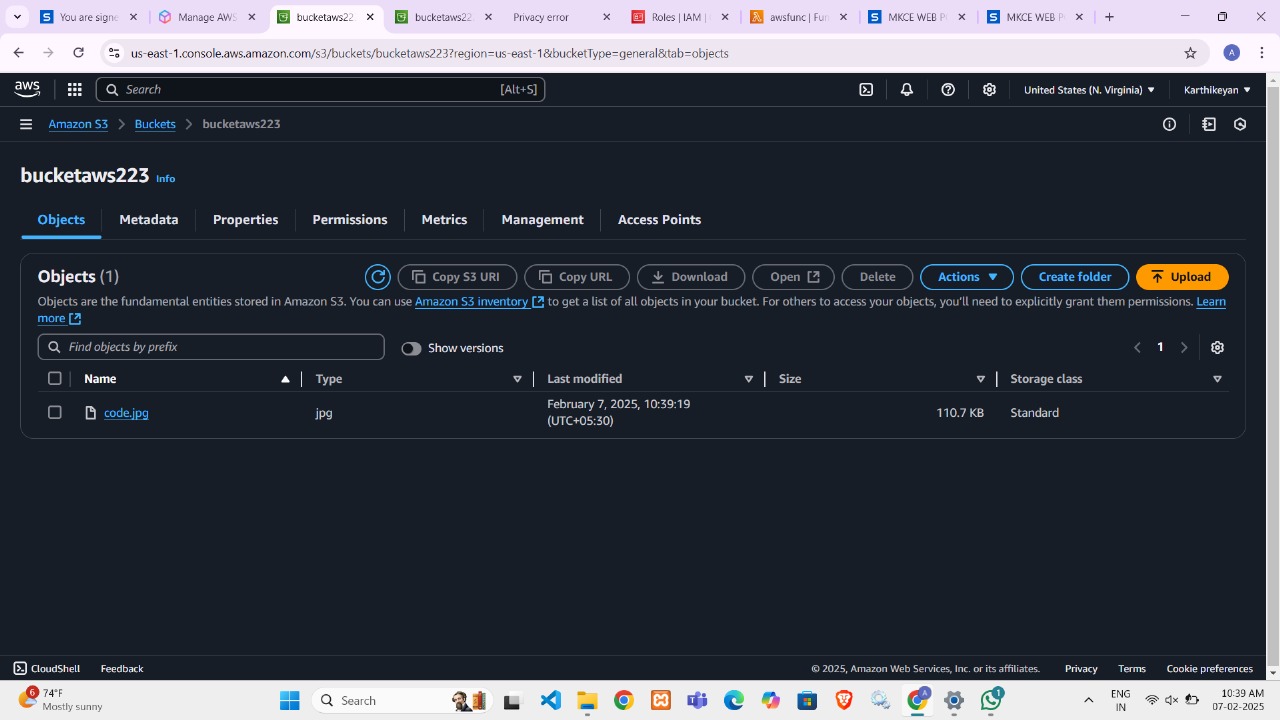 You are signe
Manage AWS
bucketaws22
bucketaws22
Privacy error
Roles | IAM
awsfunc | Fun
MKCE WEB P
MKCE WEB P
us-east-1.console.aws.amazon.com/s3/buckets/bucketaws223?region=us-east-1&bucketType=general&tab=objects
A
aws
Search
[Alt+S]
United States (N. Virginia)
Karthikeyan
Amazon S3
Buckets
bucketaws223
bucketaws223 Info
Objects
Metadata
Properties
Permissions
Metrics
Management
Access Points
Objects (1)
Copy S3 URI
Copy URL
Download
Open
Delete
Actions
Create folder
Upload
Objects are the fundamental entities stored in Amazon S3. You can use Amazon S3 inventory to get a list of all objects in your bucket. For others to access your objects, you'll need to explicitly grant them permissions. Learn
more
Find objects by prefix
Show versions
1
Name
Type
Last modified
Size
Storage class
code.jpg
jpg
February 7, 2025, 10:39:19
(UTC+05:30)
110.7 KB
Standard
CloudShell
Feedback
© 2025, Amazon Web Services, Inc. or its affiliates.
Privacy
Terms
Cookie preferences
6
74°F
Mostly sunny
Search
A
1
ENG
IN
10:39 AM
07-02-2025